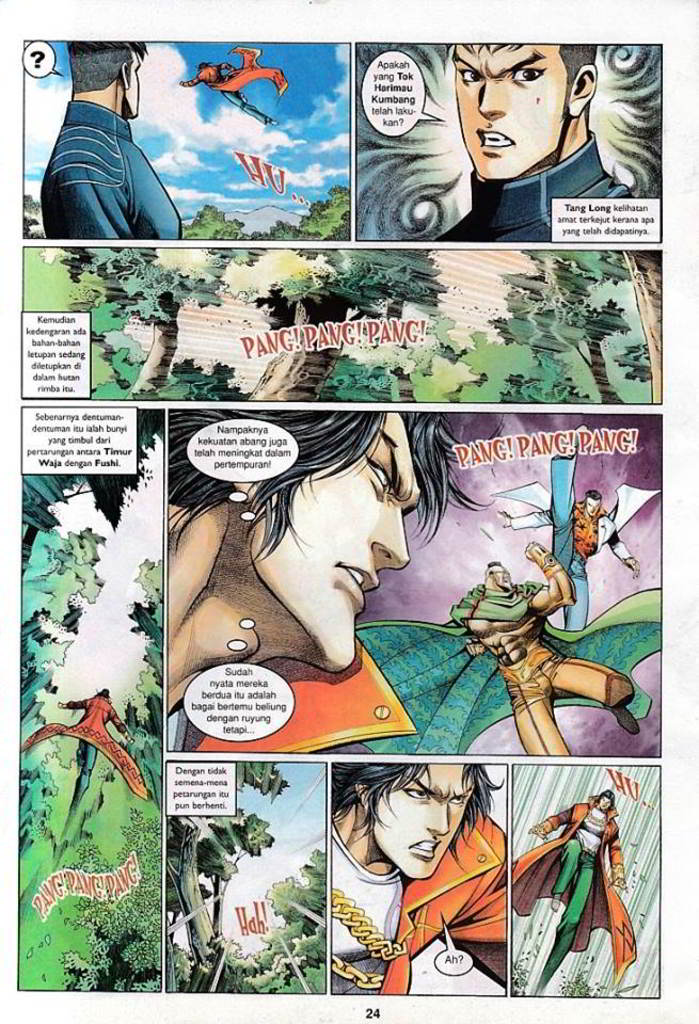 ?
HU...
Apakah
yang Tok
Harimau
Kumbang
telah laku-
kan?
Tang Long kelihatan
amat terkejut kerana apa
yang telah didapatinya.
Kemudian
kedengaran ada
bahan-bahan
letupan sedang
diletupkan di
dalam hutan
rimba itu.
PANG! PANG! PANG!
Sebenarnya dentuman-
dentuman itu ialah bunyi
yang timbul dari
pertarungan antara Timur
Waja dengan Fushi.
PANG! PANG! PANG!
Nampaknya
kekuatan abang juga
telah meningkat dalam
pertempuran!
PANG! PANG! PANG!
Sudah
nyata mereka
berdua itu adalah
bagai bertemu beliung
dengan ruyung
tetapi...
Dengan tidak
semena-mena
petarungan itu
pun berhenti.
Hah!
Ah?
HU...
24